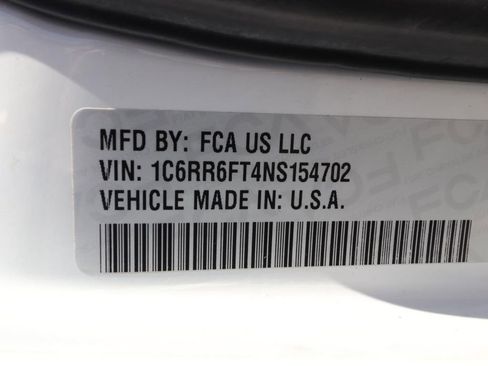 MFD BY: FCA US LLC
VIN: 1C6RR6FT4NS154702
VEHICLE MADE IN: U.S.A.